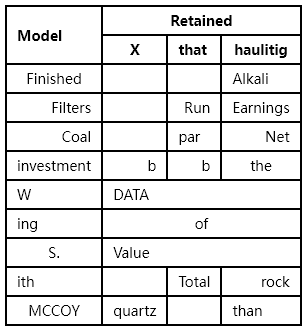 Model Retained
X that haulitig
Finished Alkali
Filters Run Earnings
Coal par Net
investment b b the
W DATA
ing of
S. Value
ith Total rock
MCCOY quartz than